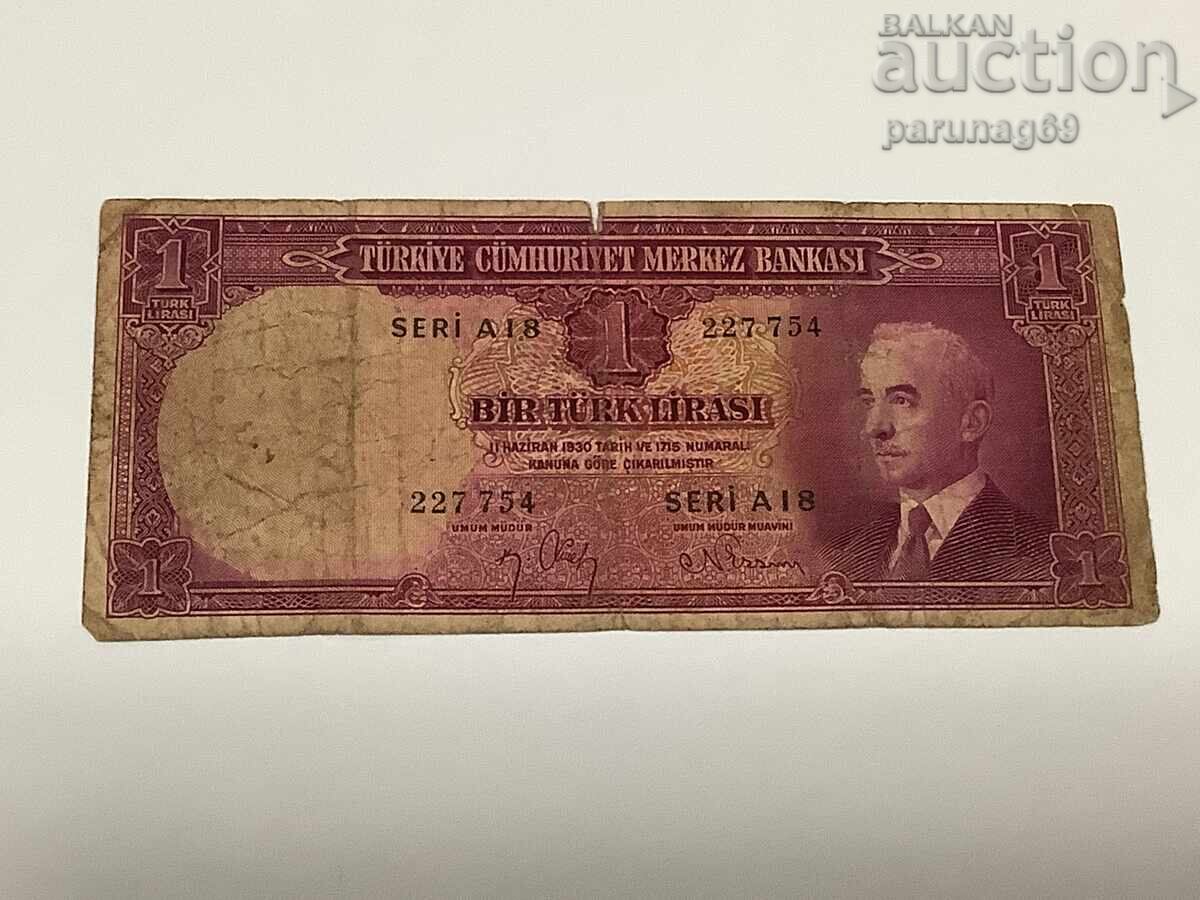 BALKAN
auction
parunag69
1
1
TÜRKİYE CÜMHURİYET MERKEZ BANKASI
TÜRK
LİRASI
TÜRK
LİRASI
SERİ A18
1
227 754
BİR TÜRK LİRASI
11 HAZİRAN 1930 TARİH VE 1715 NUMARALI
KANUNA GÖRE ÇIKARILMIŞTIR
227 754
SERİ A18
UMUM MÜDÜR
UMUM MÜDÜR MUAVİNİ
1
1